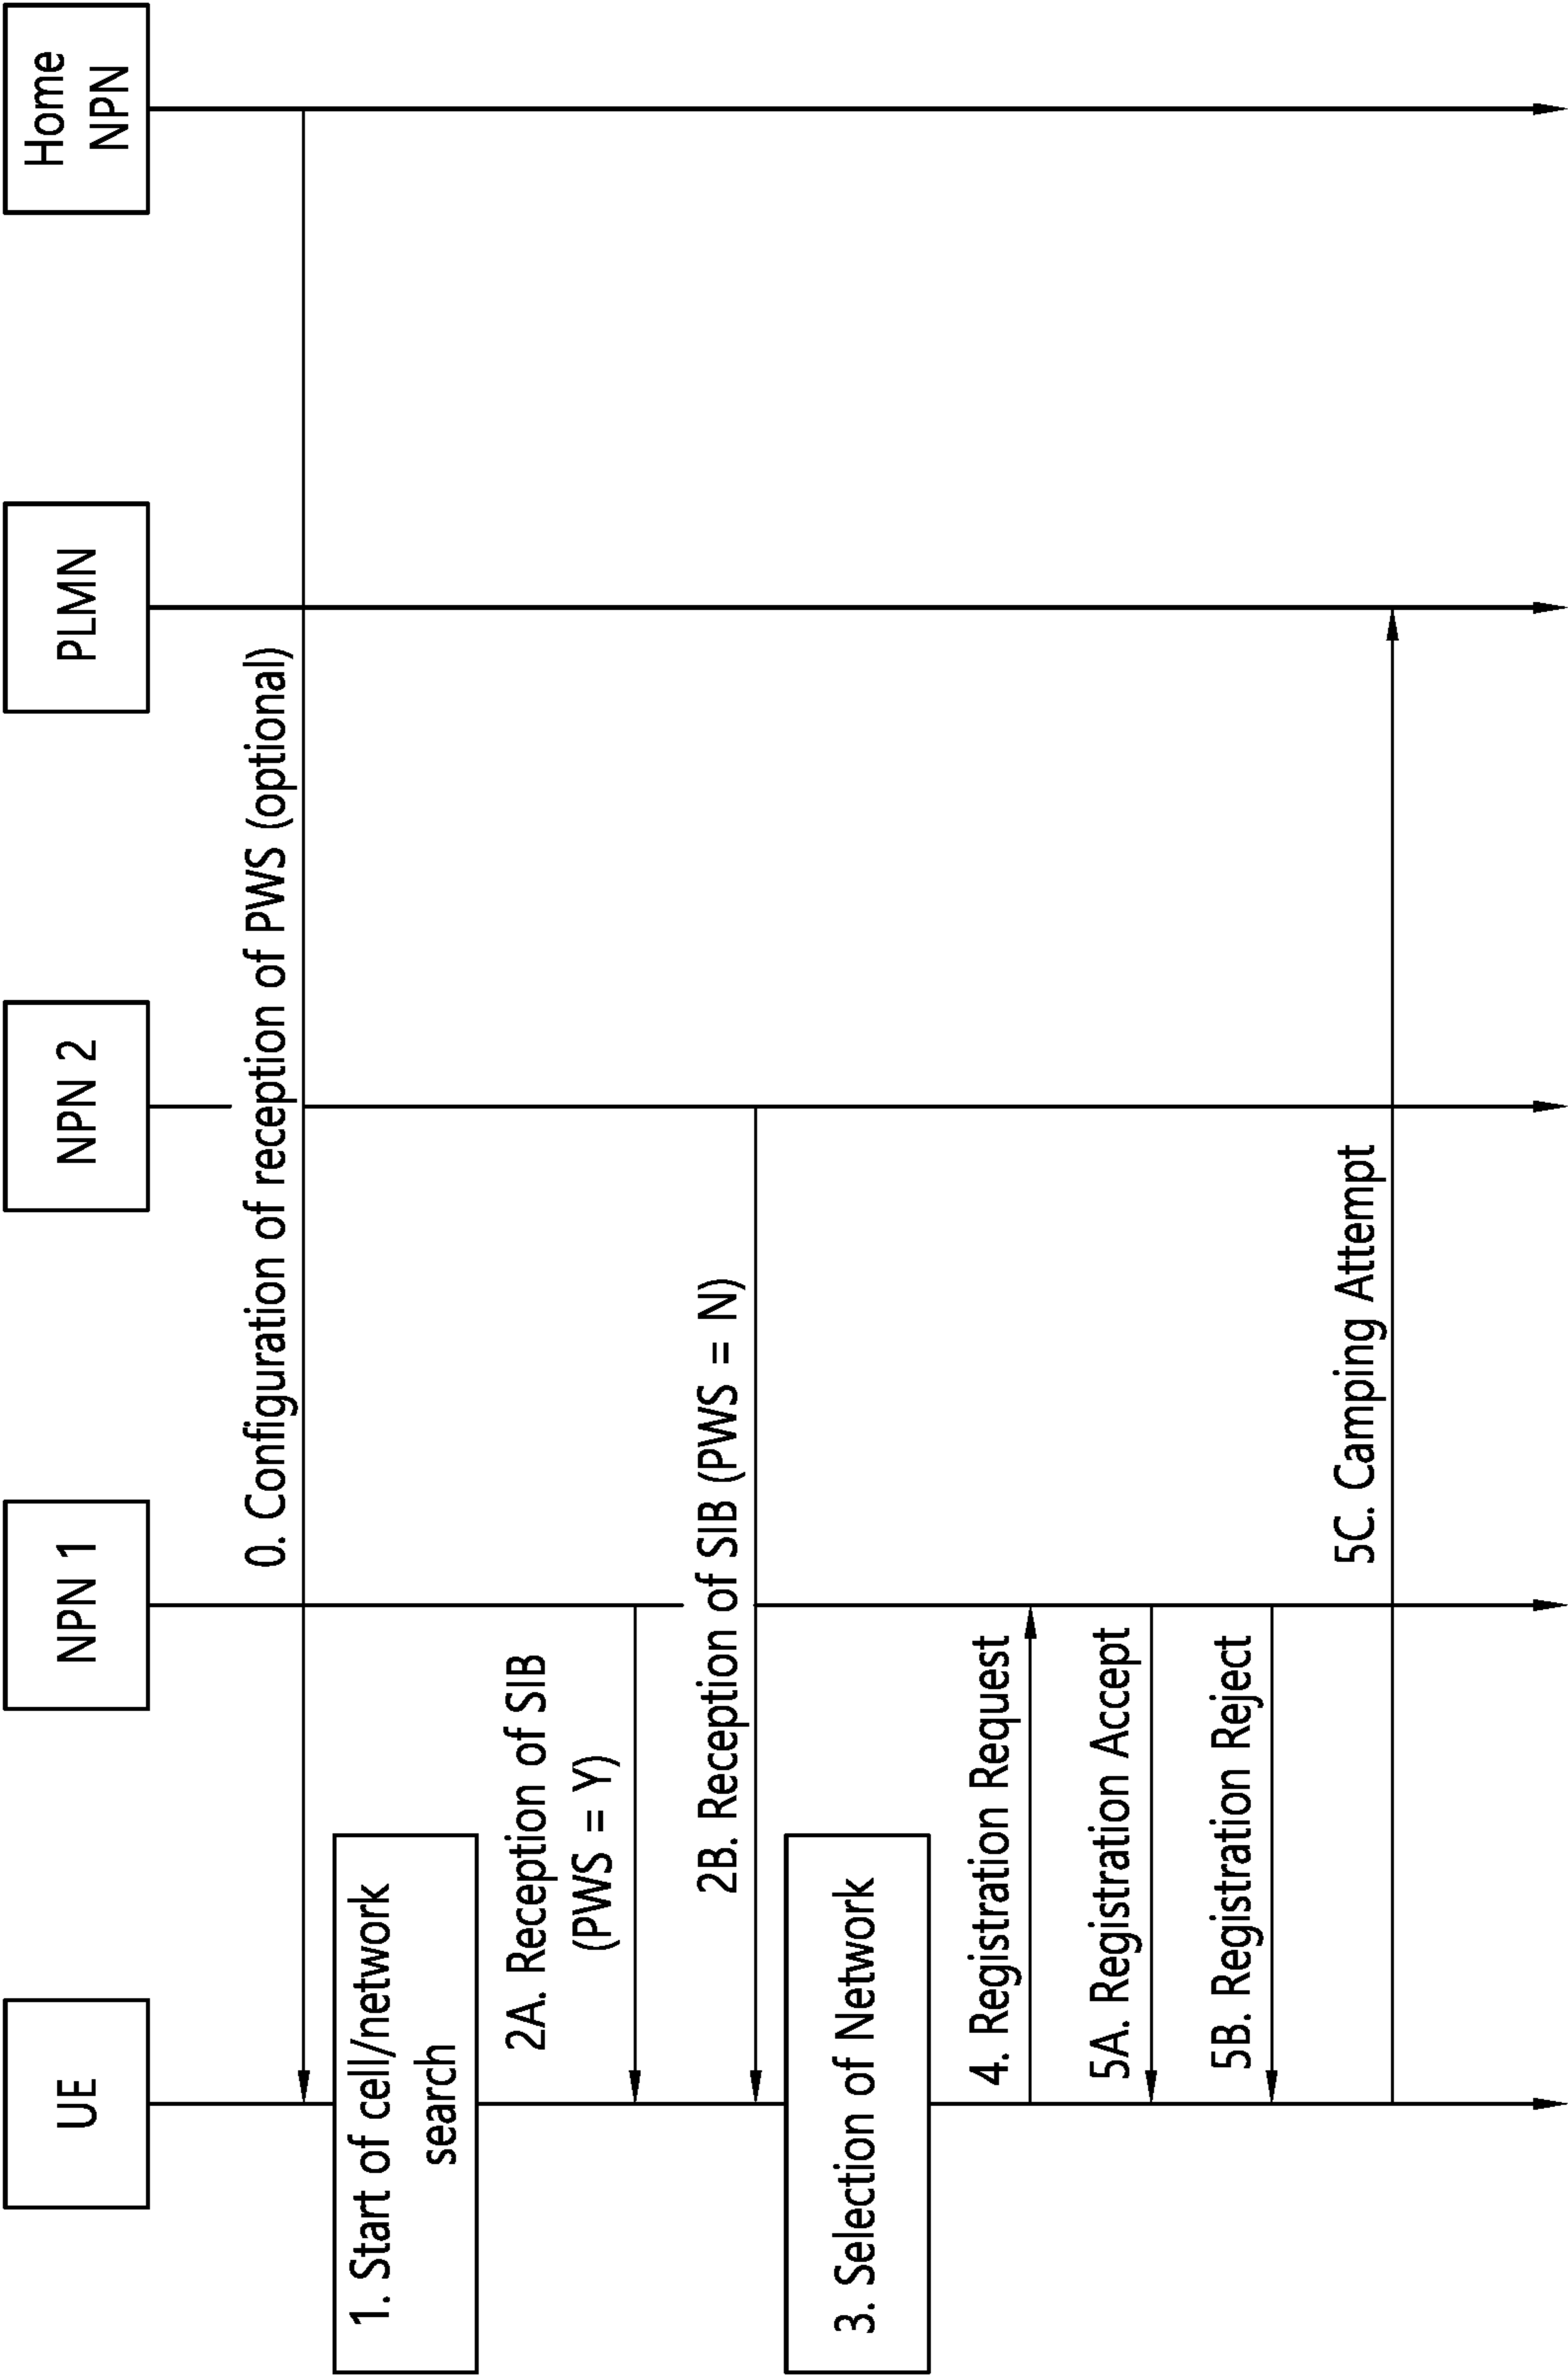 UE
NPN 1
NPN 2
PLMN
Home
NPN
0. Configuration of reception of PWS (optional)
1. Start of cell/network
search
2A. Reception of SIB
(PWS = Y)
2B. Reception of SIB (PWS = N)
3. Selection of Network
4. Registration Request
5A. Registration Accept
5B. Registration Reject
5C. Camping Attempt